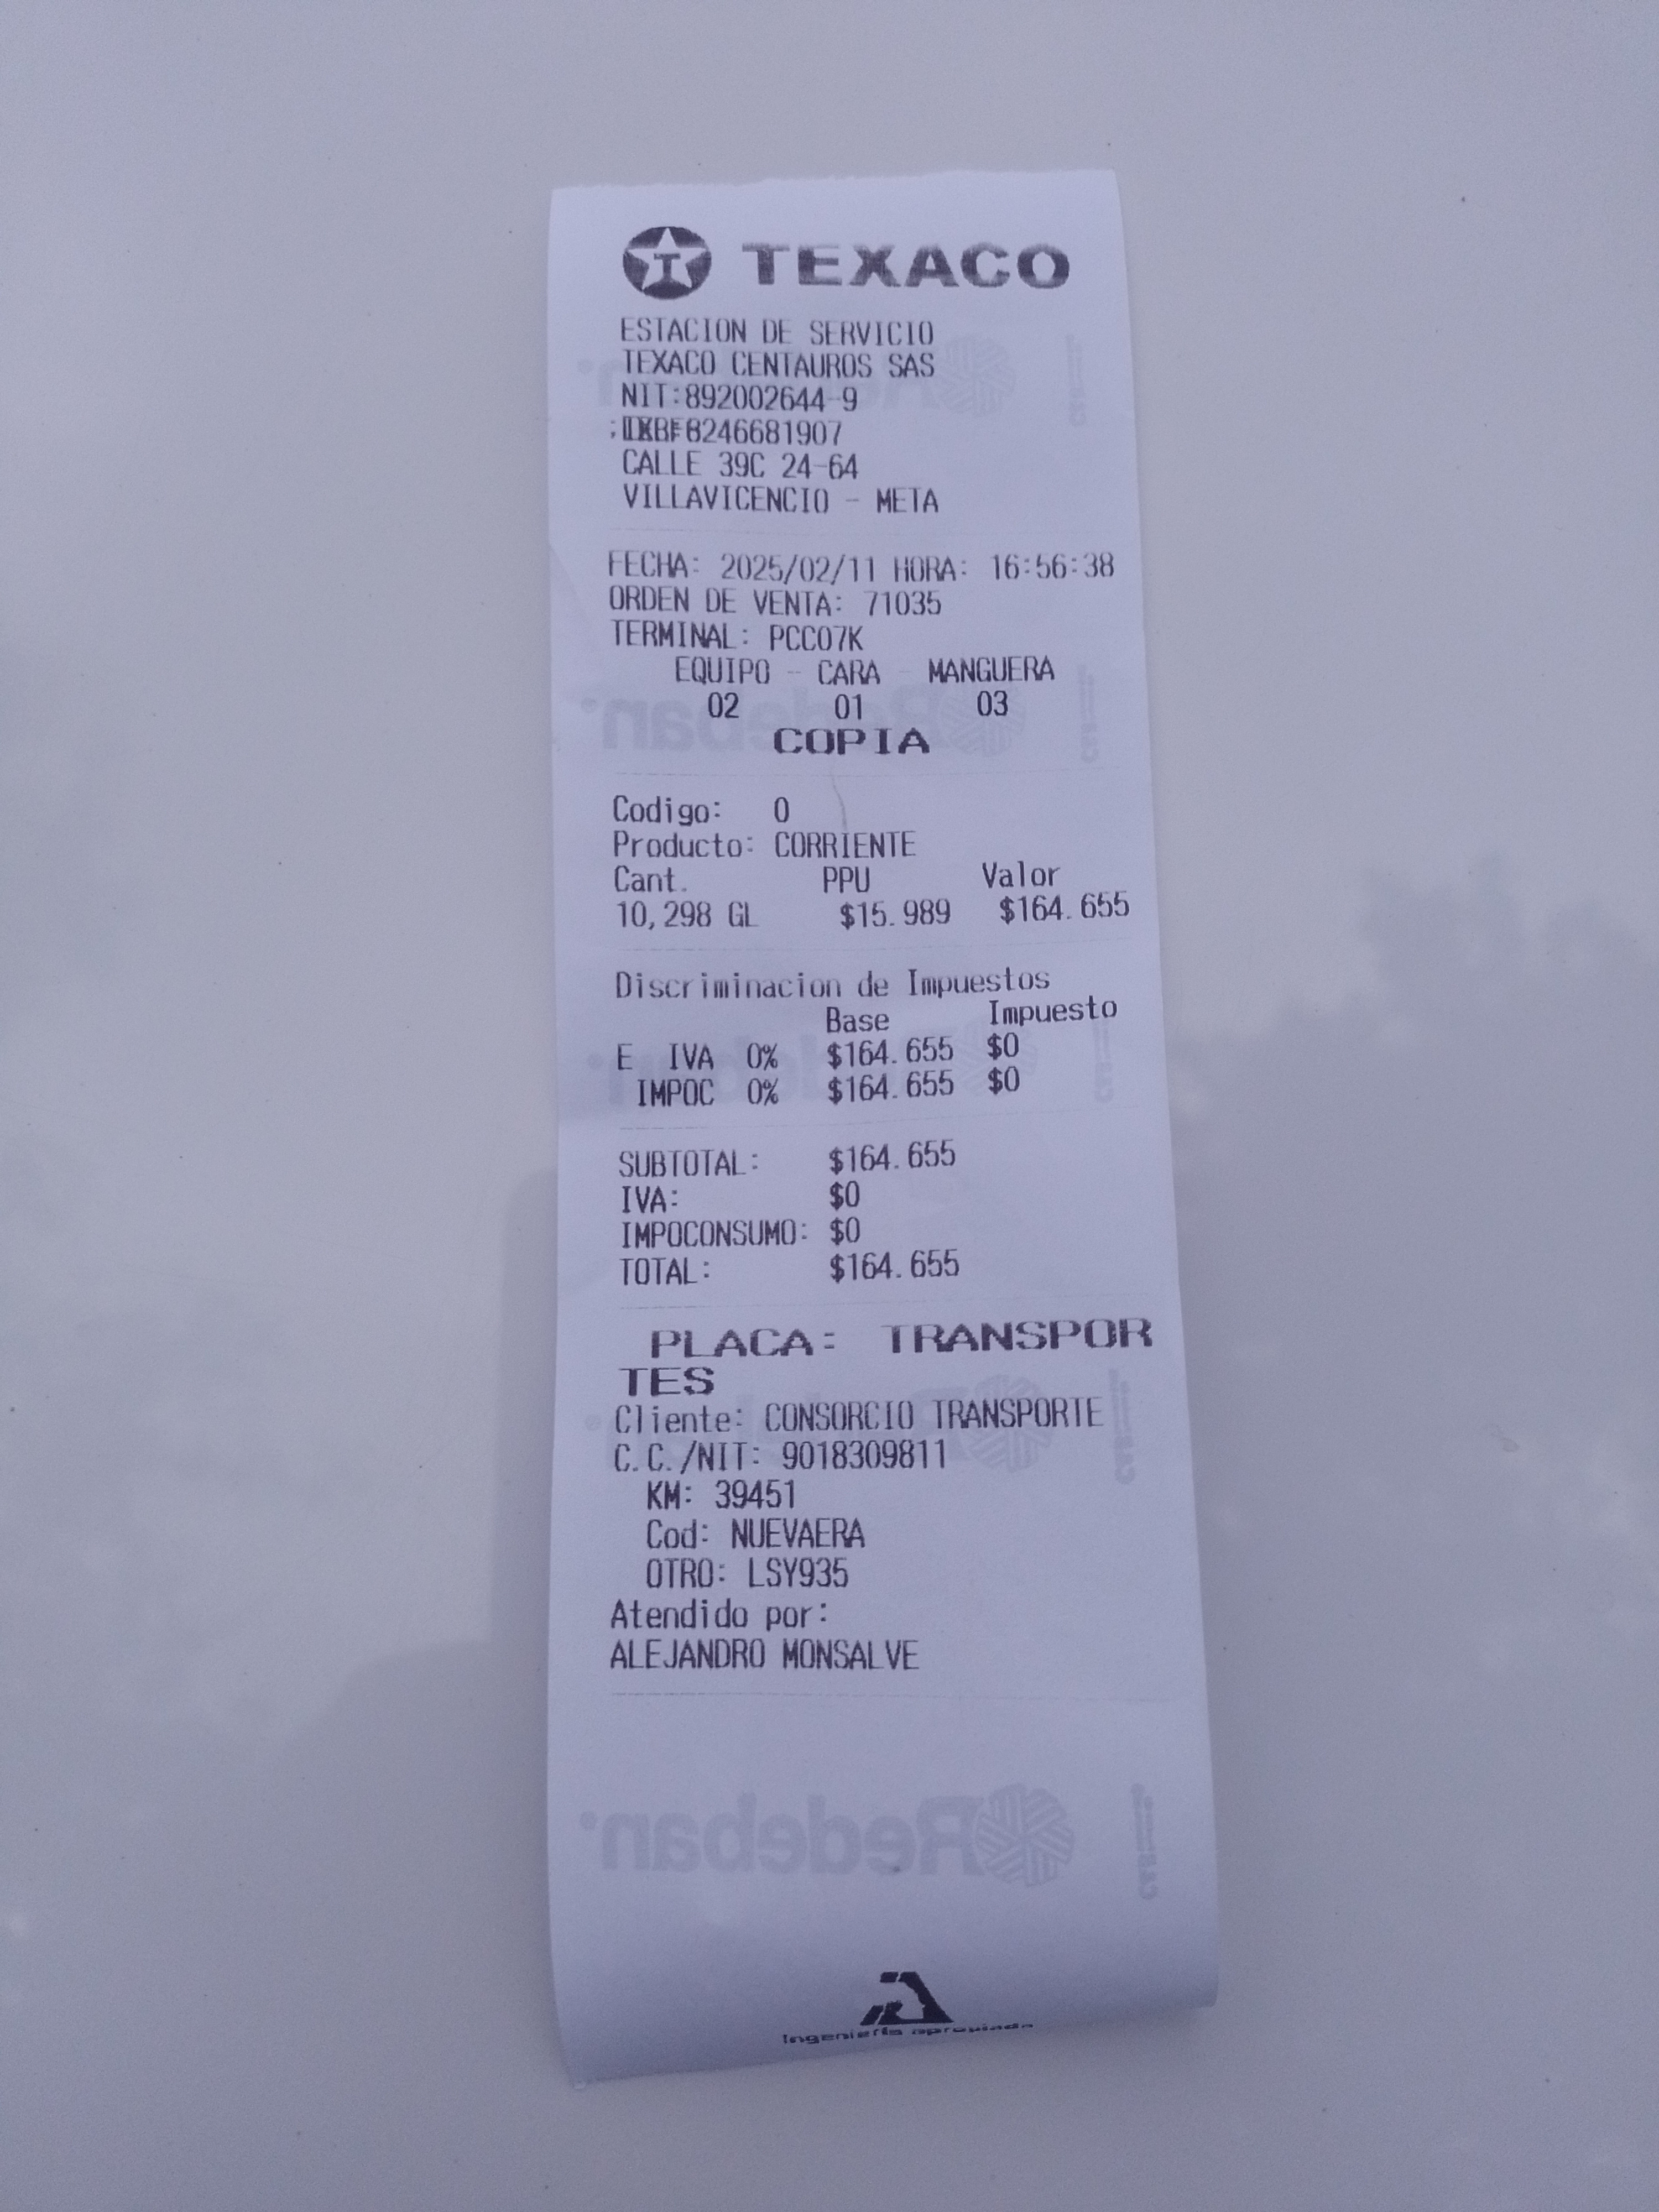 TEXACO
ESTACION DE SERVICIO
TEXACO CENTAUROS SAS
NIT:892002644-9
CALLE 39C 24-64
VILLAVICENCIO - META
FECHA: 2025/02/11 HORA: 16:56:38
ORDEN DE VENTA: 71035
TERMINAL: PCC07K
EQUIPO - CARA - MANGUERA
02 01 03
COPIA
Codigo: 0
Producto: CORRIENTE
Cant. PPU Valor
10,298 GL $15.989 $164.655
Discriminacion de Impuestos
Base Impuesto
E IVA 0% $164.655 $0
IMPOC 0% $164.655 $0
SUBTOTAL: $164.655
IVA: $0
IMPOCONSUMO: $0
TOTAL: $164.655
PLACA: TRANSPOR
TES
Cliente: CONSORCIO TRANSPORTE
C.C./NIT: 9018309811
KM: 39451
Cod: NUEVAERA
OTRO: LSY935
Atendido por:
ALEJANDRO MONSALVE
Redeban
Ingeniería apropiada